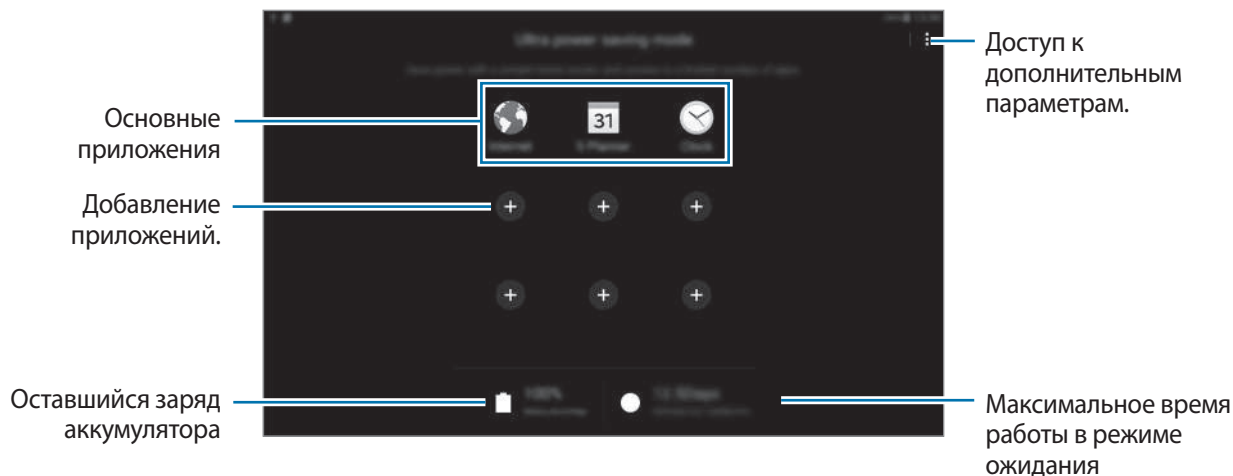 Ultra power saving mode
Доступ к
дополнительным
параметрам.
Основные
приложения
31
Internet
S Planner
Clock
Добавление
приложений.
Оставшийся заряд
аккумулятора
100%
Максимальное время
работы в режиме
ожидания